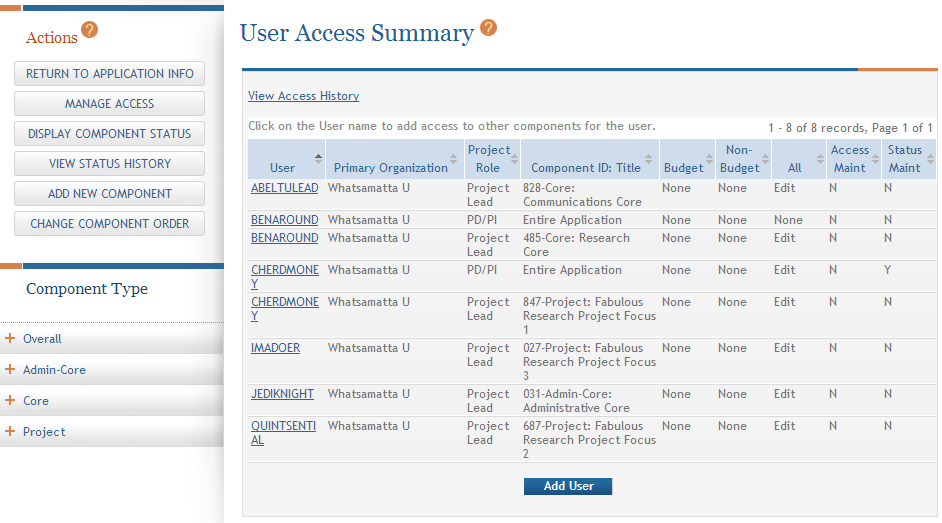 Actions ?
RETURN TO APPLICATION INFO
MANAGE ACCESS
DISPLAY COMPONENT STATUS
VIEW STATUS HISTORY
ADD NEW COMPONENT
CHANGE COMPONENT ORDER
Component Type
+ Overall
+ Admin-Core
+ Core
+ Project
User Access Summary ?
View Access History
Click on the User name to add access to other components for the user.
1 - 8 of 8 records, Page 1 of 1
Project Non- Access Status
User Primary Organization Role Component ID: Title Budget Budget All Maint Maint
ABELTULEAD Whatsamatta U Project 828-Core: None None Edit N N
Lead Communications Core
BENAROUND Whatsamatta U PD/PI Entire Application None None None N N
BENAROUND Whatsamatta U Project 485-Core: Research None None Edit N N
Lead Core
CHERDMONE Whatsamatta U PD/PI Entire Application None None Edit N Y
Y
CHERDMONE Whatsamatta U Project 847-Project: Fabulous None None Edit N N
Y Lead Research Project Focus
1
IMADOER Whatsamatta U Project 027-Project: Fabulous None None Edit N N
Lead Research Project Focus
3
JEDIKNIGHT Whatsamatta U Project 031-Admin-Core: None None Edit N N
Lead Administrative Core
QUINTSENTI Whatsamatta U Project 687-Project: Fabulous None None Edit N N
AL Lead Research Project Focus
2
Add User